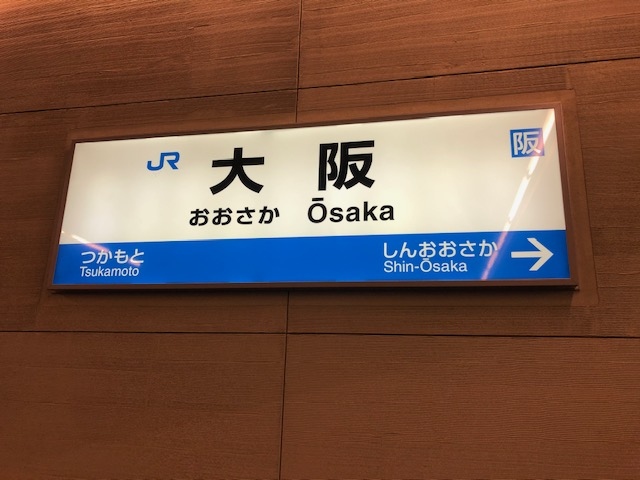 JR 大阪 阪
おおさか Ōsaka
つかもと しんおおさか →
Tsukamoto Shin-Ōsaka